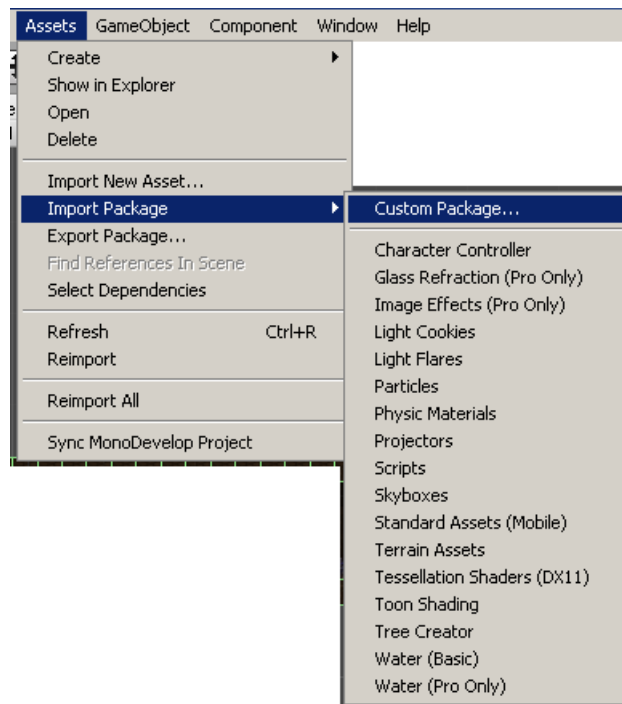 Assets GameObject Component Window Help
Create
Show in Explorer
Open
Delete
Import New Asset...
Import Package
Export Package...
Find References In Scene
Select Dependencies
Refresh Ctrl+R
Reimport
Reimport All
Sync MonoDevelop Project
Custom Package...
Character Controller
Glass Refraction (Pro Only)
Image Effects (Pro Only)
Light Cookies
Light Flares
Particles
Physic Materials
Projectors
Scripts
Skyboxes
Standard Assets (Mobile)
Terrain Assets
Tessellation Shaders (DX11)
Toon Shading
Tree Creator
Water (Basic)
Water (Pro Only)